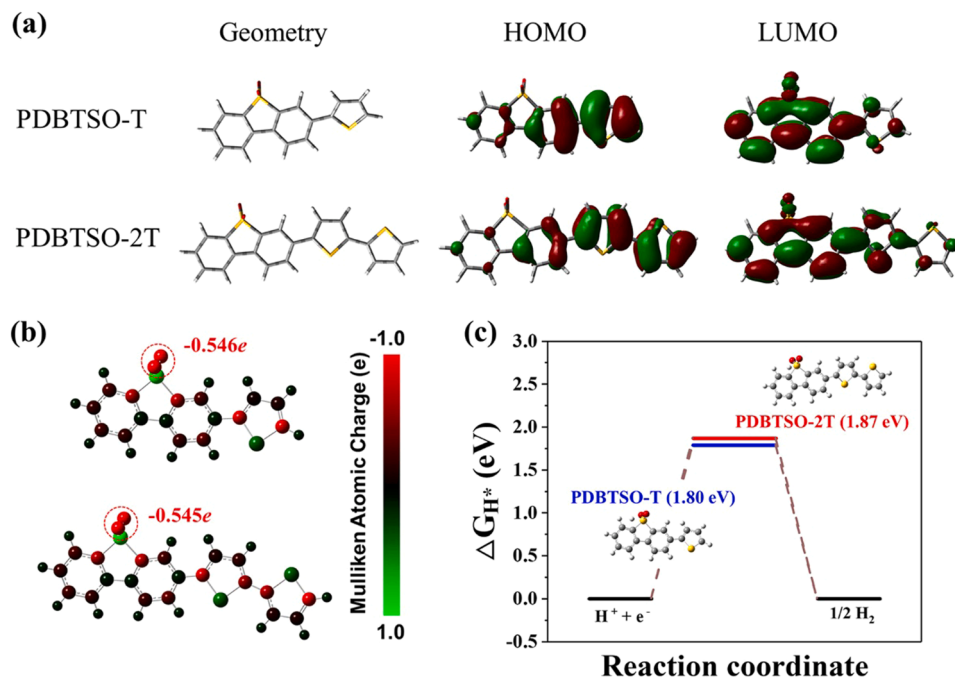 (a)
Geometry HOMO LUMO
PDBTSO-T
PDBTSO-2T
(b)
-0.546e
-0.545e
-1.0
Mulliken Atomic Charge (e)
1.0
(c)
3.0
2.5
2.0
1.5
1.0
0.5
0.0
-0.5
ΔG_H* (eV)
PDBTSO-2T (1.87 eV)
PDBTSO-T (1.80 eV)
H⁺ + e⁻
1/2 H₂
Reaction coordinate